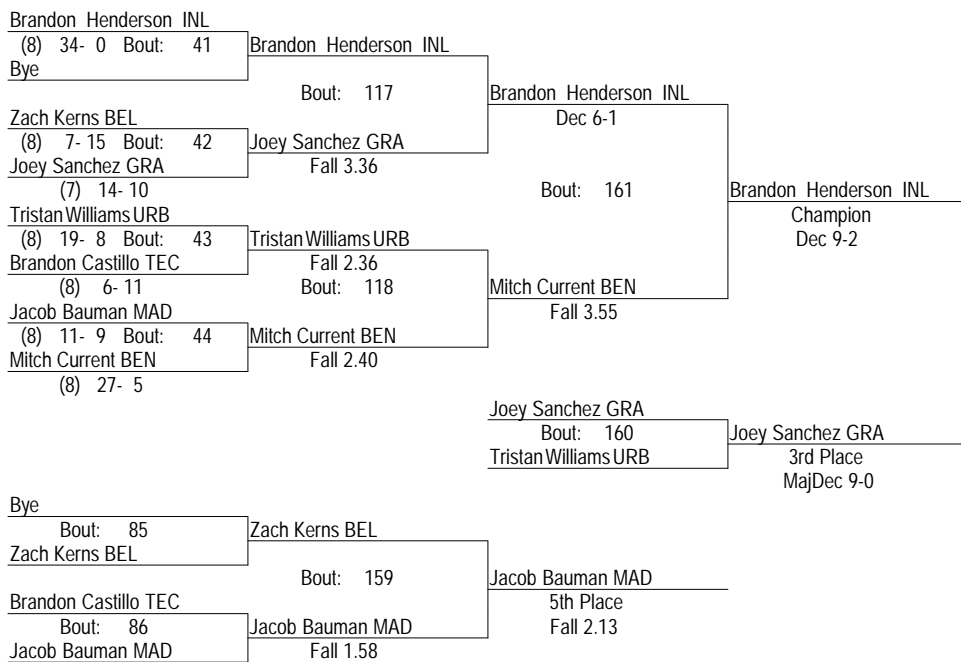 Brandon Henderson INL
(8) 34- 0 Bout: 41 Brandon Henderson INL
Bye
Bout: 117 Brandon Henderson INL
Zach Kerns BEL Dec 6-1
(8) 7- 15 Bout: 42 Joey Sanchez GRA
Joey Sanchez GRA Fall 3.36
(7) 14- 10 Bout: 161 Brandon Henderson INL
Tristan Williams URB Champion
(8) 19- 8 Bout: 43 Tristan Williams URB Dec 9-2
Brandon Castillo TEC Fall 2.36
(8) 6- 11 Bout: 118 Mitch Current BEN
Jacob Bauman MAD Fall 3.55
(8) 11- 9 Bout: 44 Mitch Current BEN
Mitch Current BEN Fall 2.40
(8) 27- 5
Joey Sanchez GRA
Bout: 160 Joey Sanchez GRA
Tristan Williams URB 3rd Place
MajDec 9-0
Bye
Bout: 85 Zach Kerns BEL
Zach Kerns BEL
Bout: 159 Jacob Bauman MAD
Brandon Castillo TEC 5th Place
Bout: 86 Jacob Bauman MAD Fall 2.13
Jacob Bauman MAD Fall 1.58